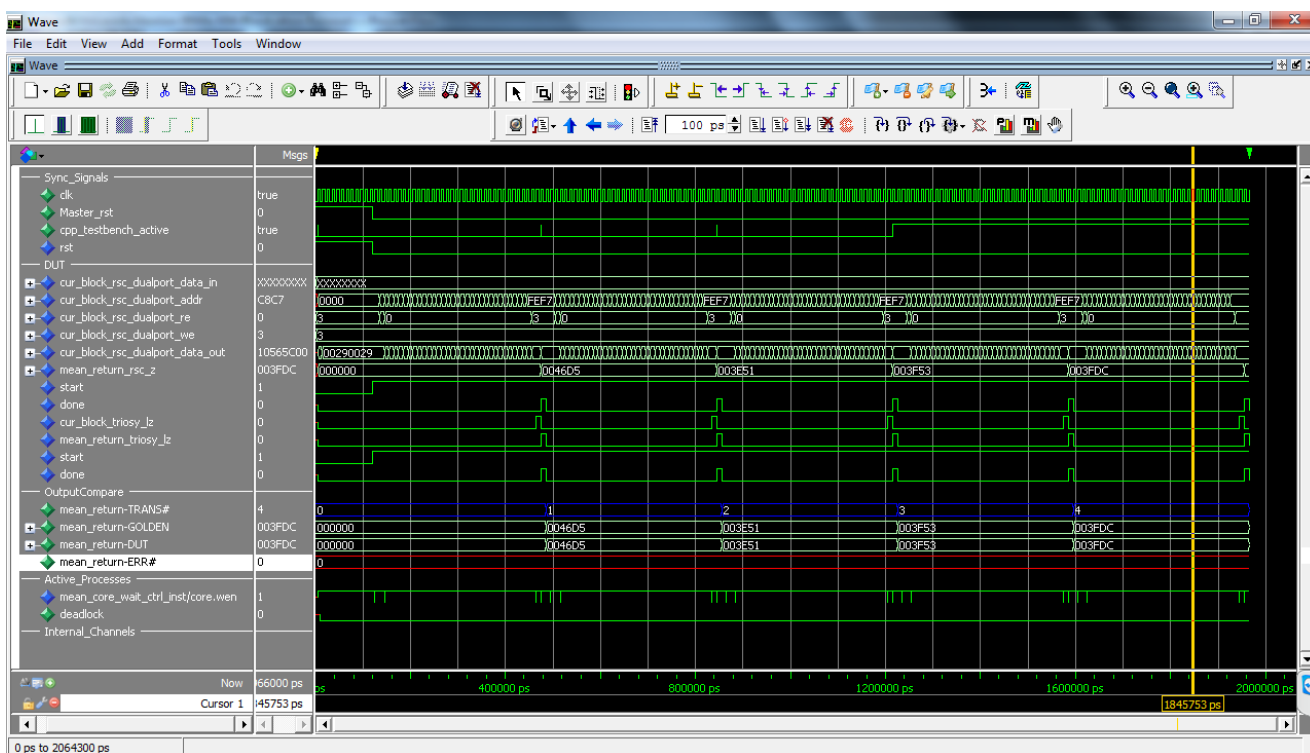 Wave
File Edit View Add Format Tools Window
Wave
100 ps
Msgs
Sync_Signals
clk true
Master_rst 0
cpp_testbench_active true
rst 0
DUT
cur_block_rsc_dualport_data_in XXXXXXXX XXXXXXXX
cur_block_rsc_dualport_addr C8C7 0000 FEF7 FEF7 FEF7 FEF7
cur_block_rsc_dualport_re 0 3 0 3 0 3 0 3 0 3 0
cur_block_rsc_dualport_we 3 3
cur_block_rsc_dualport_data_out 10565C00 00290029
mean_return_rsc_z 003FDC 000000 0046D5 003E51 003F53 003FDC
start 1
done 0
cur_block_triosy_lz 0
mean_return_triosy_lz 0
start 1
done 0
OutputCompare
mean_return-TRANS# 4 0 1 2 3 4
mean_return-GOLDEN 003FDC 000000 0046D5 003E51 003F53 003FDC
mean_return-DUT 003FDC 000000 0046D5 003E51 003F53 003FDC
mean_return-ERR# 0 0
Active_Processes
mean_core_wait_ctrl_inst/core.wen 1
deadlock 0
Internal_Channels
Now 66000 ps ps 400000 ps 800000 ps 1200000 ps 1600000 ps 2000000 ps
Cursor 1 45753 ps 1845753 ps
0 ps to 2064300 ps